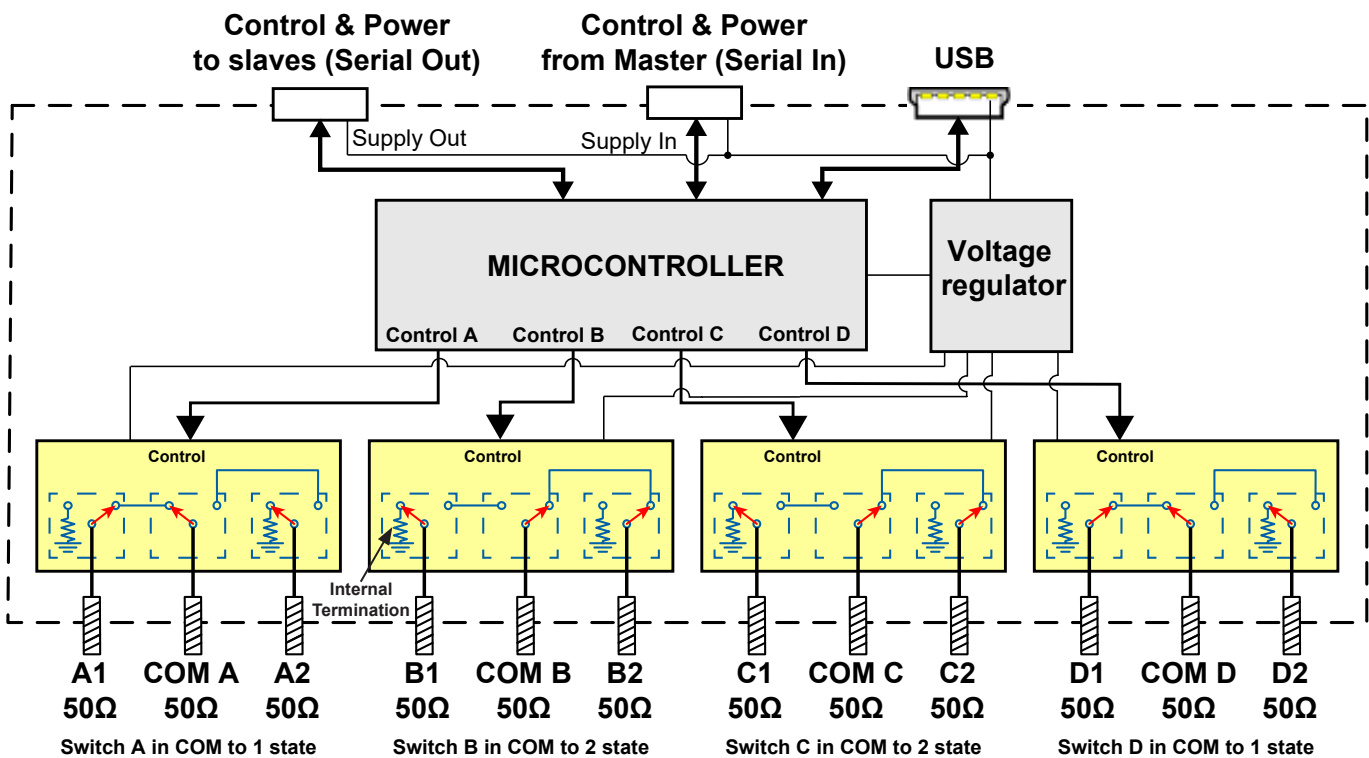 Control & Power
to slaves (Serial Out)
Control & Power
from Master (Serial In)
USB
Supply Out
Supply In
MICROCONTROLLER
Voltage
regulator
Control A
Control B
Control C
Control D
Control
Control
Control
Control
Internal
Termination
A1
COM A
A2
B1
COM B
B2
C1
COM C
C2
D1
COM D
D2
50Ω
50Ω
50Ω
50Ω
50Ω
50Ω
50Ω
50Ω
50Ω
50Ω
50Ω
50Ω
Switch A in COM to 1 state
Switch B in COM to 2 state
Switch C in COM to 2 state
Switch D in COM to 1 state